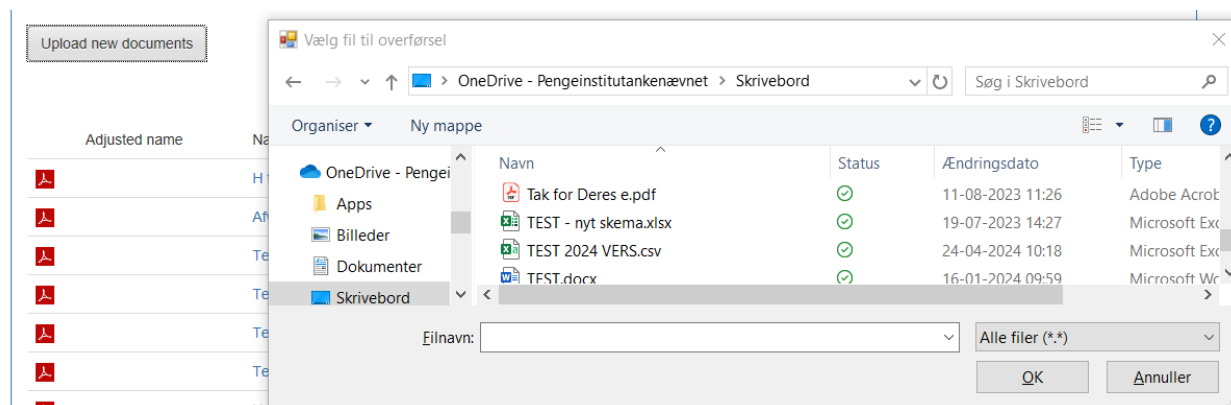 Upload new documents
Adjusted name
Vælg fil til overførsel
OneDrive - Pengeinstitutankenævnet > Skrivebord
Søg i Skrivebord
Organiser
Ny mappe
OneDrive - Pengei
Apps
Billeder
Dokumenter
Skrivebord
Navn Status Ændringsdato Type
Tak for Deres e.pdf 11-08-2023 11:26 Adobe Acrob
TEST - nyt skema.xlsx 19-07-2023 14:27 Microsoft Exc
TEST 2024 VERS.csv 24-04-2024 10:18 Microsoft Exc
TEST.docx 16-01-2024 09:59 Microsoft Wo
Filnavn:
Alle filer (*.*)
OK
Annuller